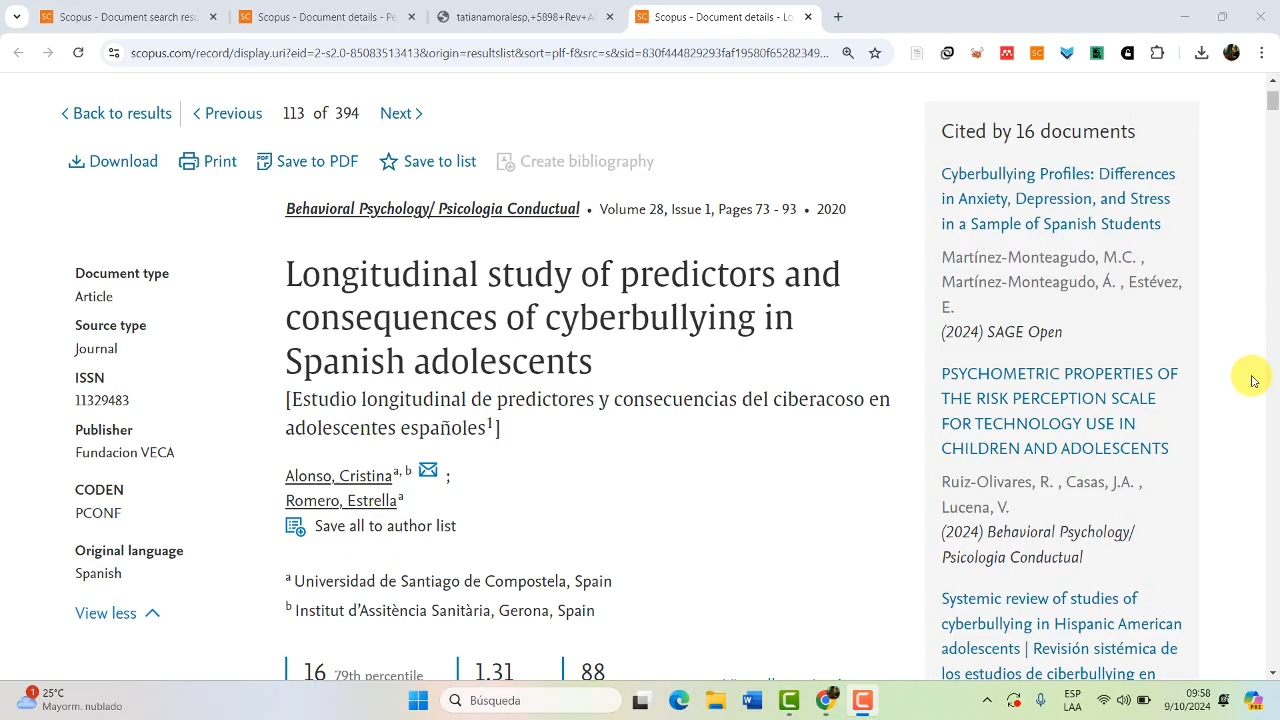 Scopus - Document search res
Scopus - Document details - Pe
tatianamoralesp,+5898+Rev+A
Scopus - Document details - Lo
scopus.com/record/display.uri?eid=2-s2.0-85083513413&origin=resultslist&sort=plf-f&src=s&sid=830f444829293faf19580f65282349...
Back to results
Previous
113 of 394
Next
Download
Print
Save to PDF
Save to list
Create bibliography
Behavioral Psychology/ Psicologia Conductual • Volume 28, Issue 1, Pages 73 - 93 • 2020
Document type
Article
Source type
Journal
ISSN
11329483
Publisher
Fundacion VECA
CODEN
PCONF
Original language
Spanish
View less
Longitudinal study of predictors and
consequences of cyberbullying in
Spanish adolescents
[Estudio longitudinal de predictores y consecuencias del ciberacoso en
adolescentes españoles1]
Alonso, Cristina a, b ;
Romero, Estrella a
Save all to author list
a Universidad de Santiago de Compostela, Spain
b Institut d'Assitència Sanitària, Gerona, Spain
16 79th percentile
1.31
88
Cited by 16 documents
Cyberbullying Profiles: Differences
in Anxiety, Depression, and Stress
in a Sample of Spanish Students
Martínez-Monteagudo, M.C. ,
Martínez-Monteagudo, Á. , Estévez,
E.
(2024) SAGE Open
PSYCHOMETRIC PROPERTIES OF
THE RISK PERCEPTION SCALE
FOR TECHNOLOGY USE IN
CHILDREN AND ADOLESCENTS
Ruiz-Olivares, R. , Casas, J.A. ,
Lucena, V.
(2024) Behavioral Psychology/
Psicologia Conductual
Systemic review of studies of
cyberbullying in Hispanic American
adolescents | Revisión sistémica de
los estudios de ciberbullying en
1
25°C
Mayorm. nublado
Búsqueda
ESP
LAA
09:58
9/10/2024